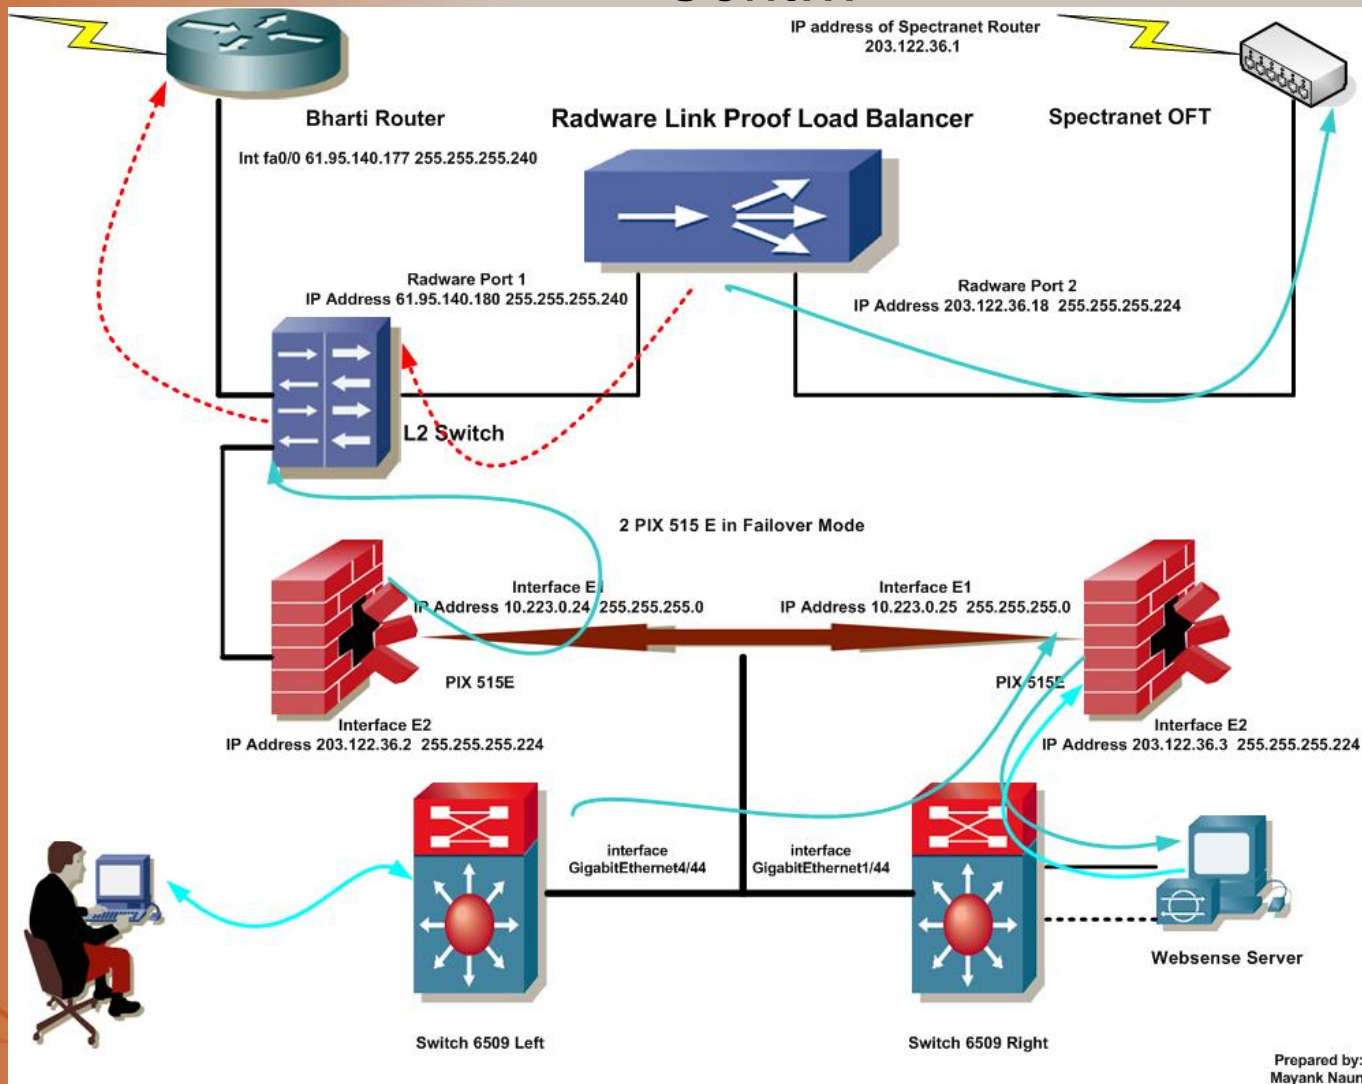 IP address of Spectranet Router
203.122.36.1
Bharti Router
Radware Link Proof Load Balancer
Spectranet OFT
Int fa0/0 61.95.140.177 255.255.255.240
Radware Port 1
IP Address 61.95.140.180 255.255.255.240
Radware Port 2
IP Address 203.122.36.18 255.255.255.224
L2 Switch
2 PIX 515 E in Failover Mode
Interface E1
IP Address 10.223.0.24 255.255.255.0
Interface E1
IP Address 10.223.0.25 255.255.255.0
PIX 515E
PIX 515E
Interface E2
IP Address 203.122.36.2 255.255.255.224
Interface E2
IP Address 203.122.36.3 255.255.255.224
interface
GigabitEthernet4/44
interface
GigabitEthernet1/44
Websense Server
Switch 6509 Left
Switch 6509 Right
Prepared by:
Mayank Naun